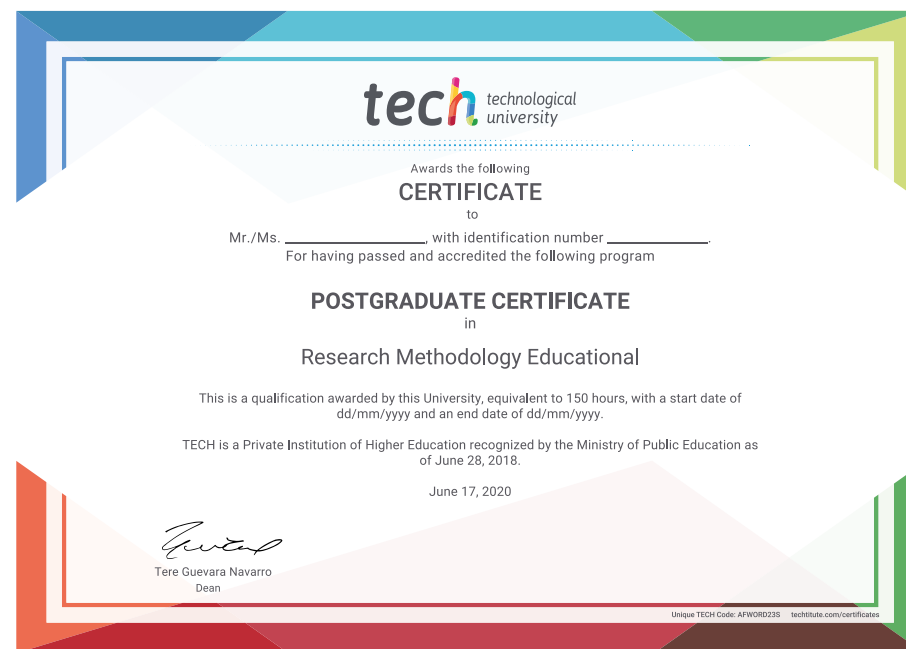 tech technological
university
Awards the following
CERTIFICATE
to
Mr./Ms. ____________________, with identification number ______________.
For having passed and accredited the following program
POSTGRADUATE CERTIFICATE
in
Research Methodology Educational
This is a qualification awarded by this University, equivalent to 150 hours, with a start date of
dd/mm/yyyy and an end date of dd/mm/yyyy.
TECH is a Private Institution of Higher Education recognized by the Ministry of Public Education as
of June 28, 2018.
June 17, 2020
Tere Guevara Navarro
Dean
Unique TECH Code: AFWORD23S techtitute.com/certificates